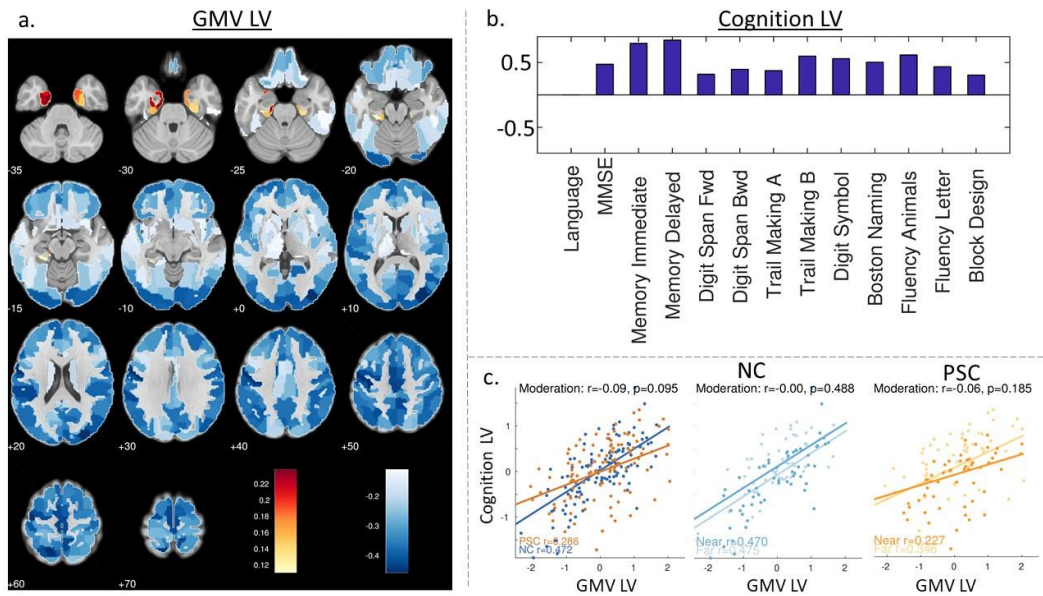 a.
GMV LV
-35
-30
-25
-20
-15
-10
+0
+10
+20
+30
+40
+50
+60
+70
0.22
0.2
0.18
0.16
0.14
0.12
-0.2
-0.3
-0.4
b.
Cognition LV
0.5
-0.5
Language
MMSE
Memory Immediate
Memory Delayed
Digit Span Fwd
Digit Span Bwd
Trail Making A
Trail Making B
Digit Symbol
Boston Naming
Fluency Animals
Fluency Letter
Block Design
c.
NC
PSC
Moderation: r=-0.09, p=0.095
Moderation: r=-0.00, p=0.488
Moderation: r=-0.06, p=0.185
Cognition LV
1
0
-1
PSC r=0.286
NC r=0.472
Near r=0.470
Far r=0.475
Near r=0.227
Far r=0.346
-2 -1 0 1 2
-2 -1 0 1 2
-2 -1 0 1 2
GMV LV
GMV LV
GMV LV